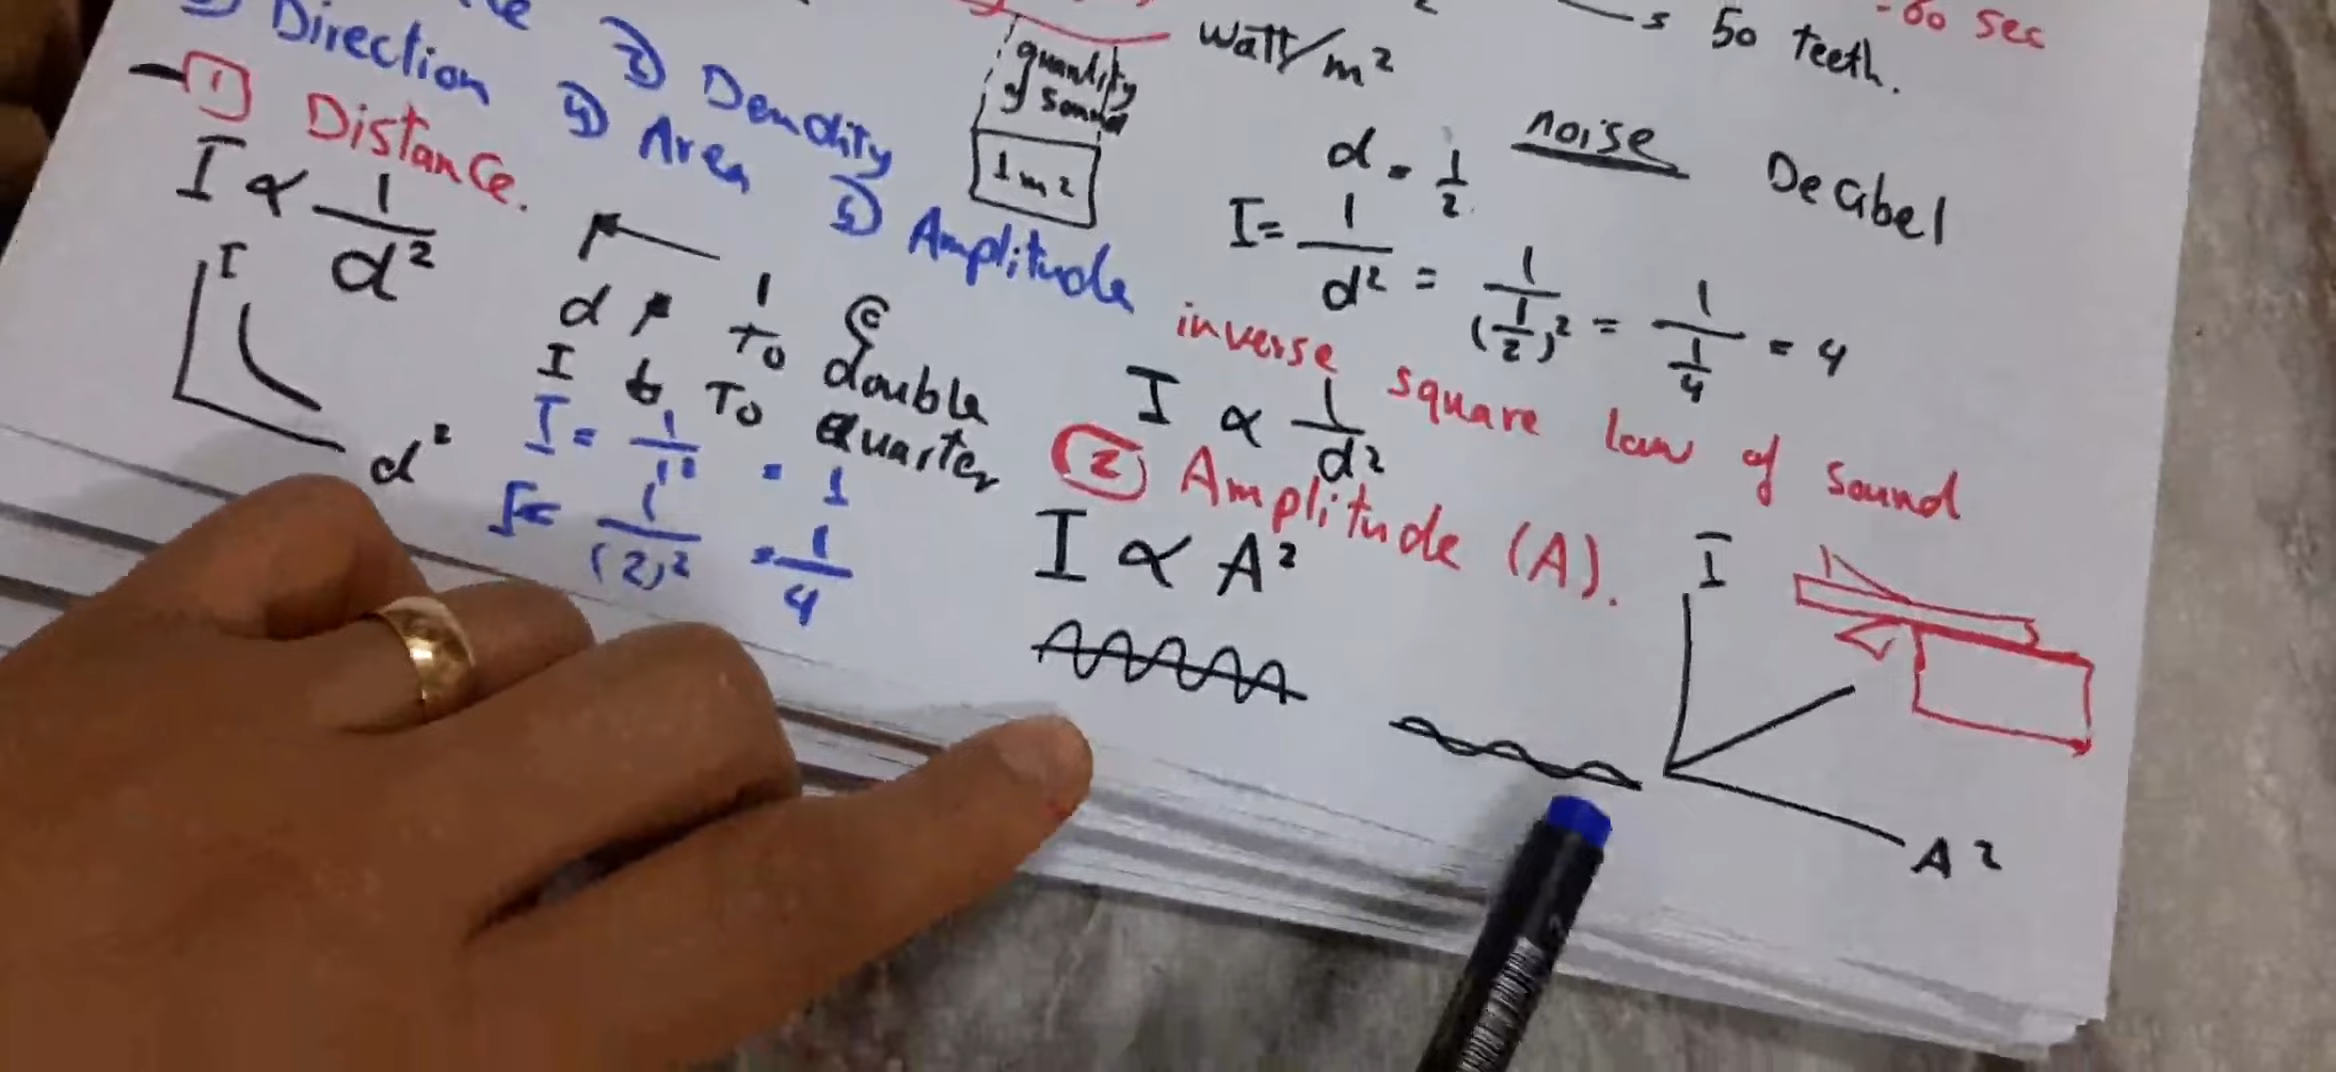 -60 sec
50 teeth.
watt/m²
Direction
② Density
④ Area
⑤ Amplitude
quantity
of sound
1 m²
noise
Decibel
1 Distance.
I ∝ 1/d²
I
d²
d 1 To double
I To Quarter
I = 1/1² = 1
I = 1/(2)² = 1/4
d = 1/2
I = 1/d² = 1/(1/2)² = 1/(1/4) = 4
inverse square law of sound
I ∝ 1/d²
② Amplitude (A).
I ∝ A²
I
A²